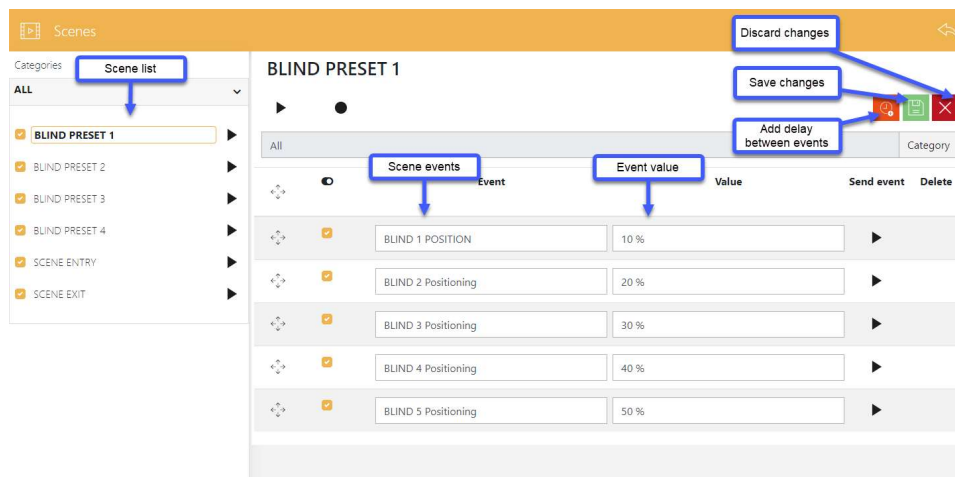 Scenes
Discard changes
Categories
Scene list
BLIND PRESET 1
Save changes
ALL
BLIND PRESET 1
Add delay
between events
All
Category
BLIND PRESET 2
Scene events
Event value
Event
Value
Send event
Delete
BLIND PRESET 3
BLIND PRESET 4
BLIND 1 POSITION
10 %
SCENE ENTRY
BLIND 2 Positioning
20 %
SCENE EXIT
BLIND 3 Positioning
30 %
BLIND 4 Positioning
40 %
BLIND 5 Positioning
50 %